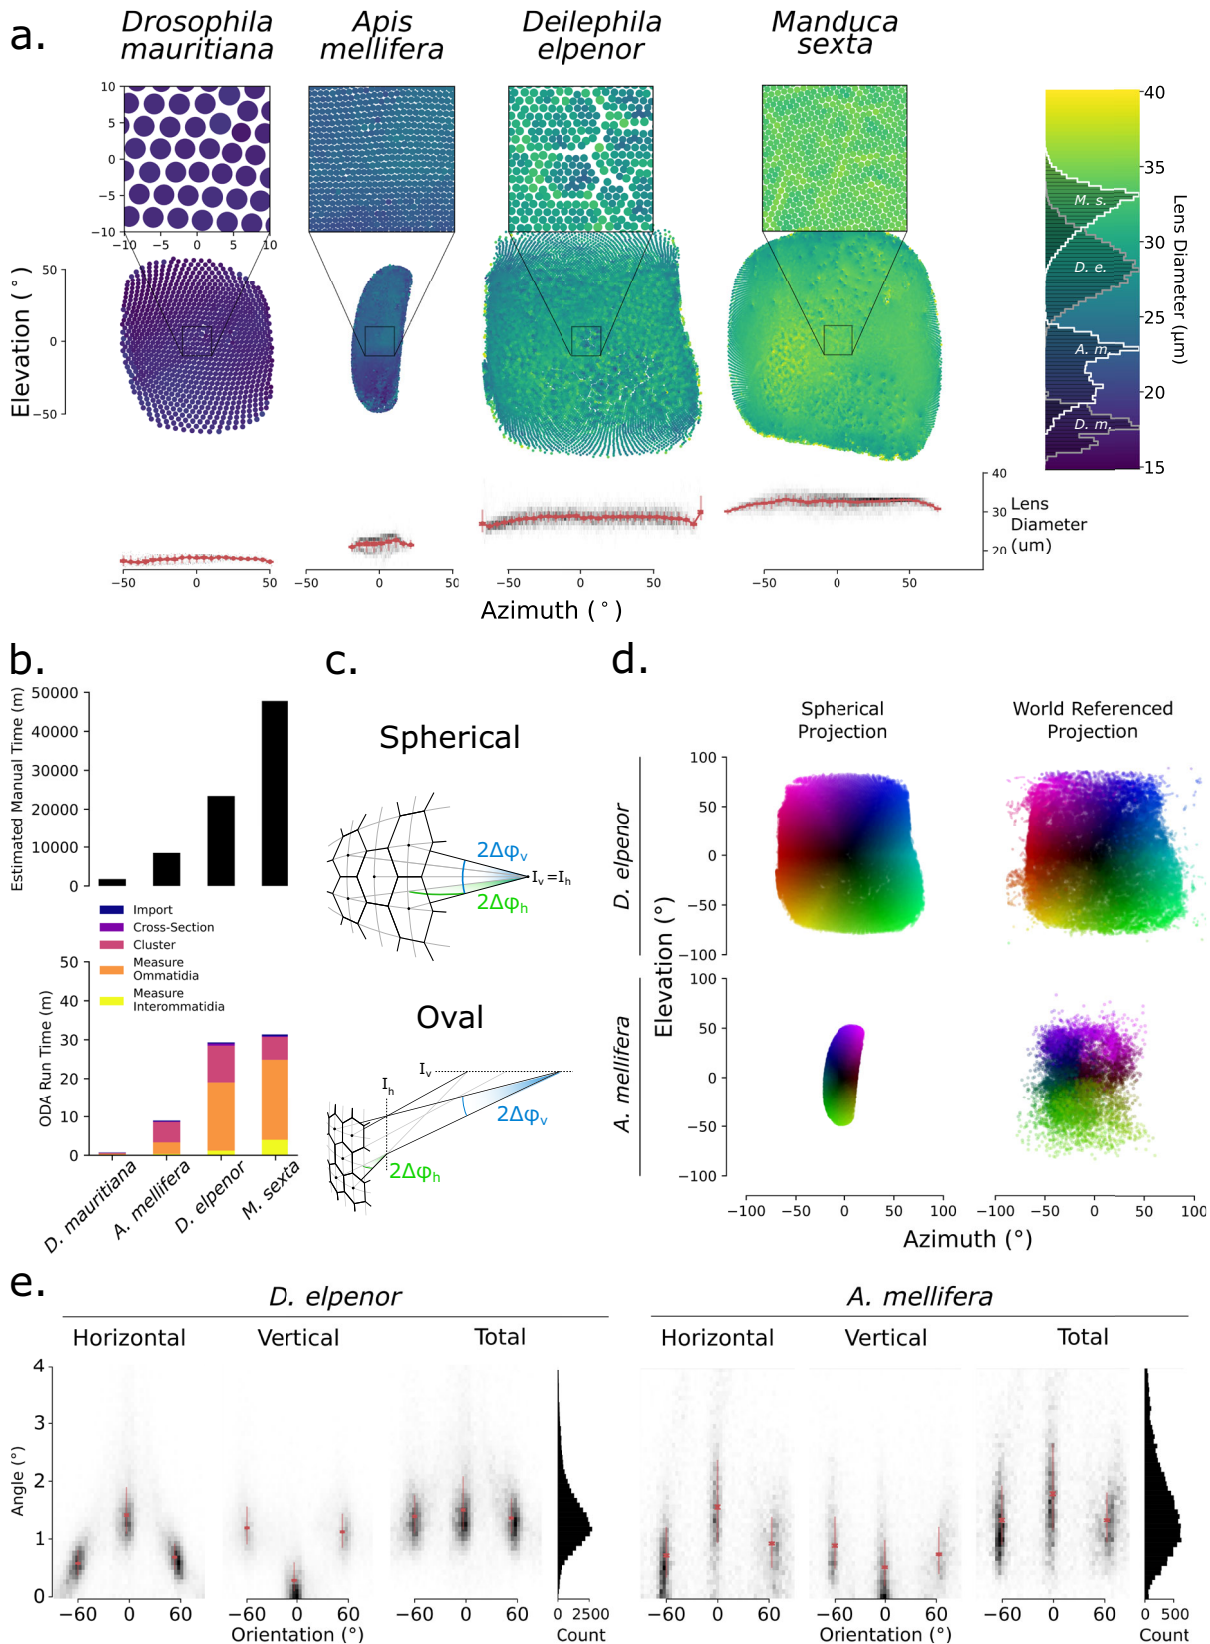 a.
Drosophila
mauritiana
Apis
mellifera
Deilephila
elpenor
Manduca
sexta
10
5
0
−5
−10
−10 −5 0 5 10
Elevation (°)
50
0
−50
40
35
30
25
20
15
Lens Diameter (μm)
M. s.
D. e.
A. m.
D. m.
40
30
20
Lens
Diameter
(um)
−50 0 50
−50 0 50
−50 0 50
−50 0 50
Azimuth (°)
b.
Estimated Manual Time (m)
50000
40000
30000
20000
10000
0
Import
Cross-Section
Cluster
Measure
Ommatidia
Measure
Interommatidia
ODA Run Time (m)
50
40
30
20
10
0
D. mauritiana
A. mellifera
D. elpenor
M. sexta
c.
Spherical
2Δφv
Iv=Ih
2Δφh
Oval
Iv
Ih
2Δφv
2Δφh
d.
Spherical
Projection
World Referenced
Projection
D. elpenor
A. mellifera
Elevation (°)
100
50
0
−50
−100
100
50
0
−50
−100
−100 −50 0 50 100
−100 −50 0 50 100
Azimuth (°)
e.
D. elpenor
A. mellifera
Horizontal Vertical Total
Horizontal Vertical Total
Angle (°)
4
3
2
1
0
−60 0 60
−60 0 60
−60 0 60
0 2500
−60 0 60
−60 0 60
−60 0 60
0 500
Orientation (°)
Count
Orientation (°)
Count